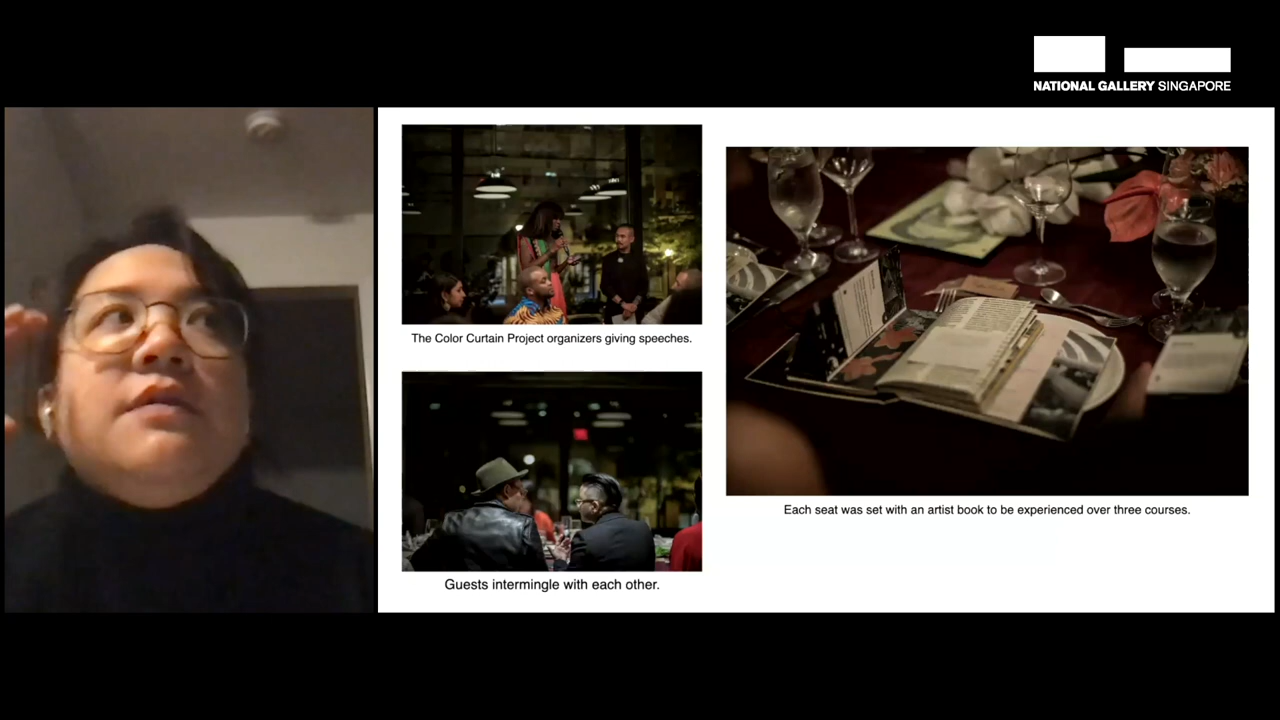 NATIONAL GALLERY SINGAPORE
The Color Curtain Project organizers giving speeches.
Guests intermingle with each other.
Each seat was set with an artist book to be experienced over three courses.